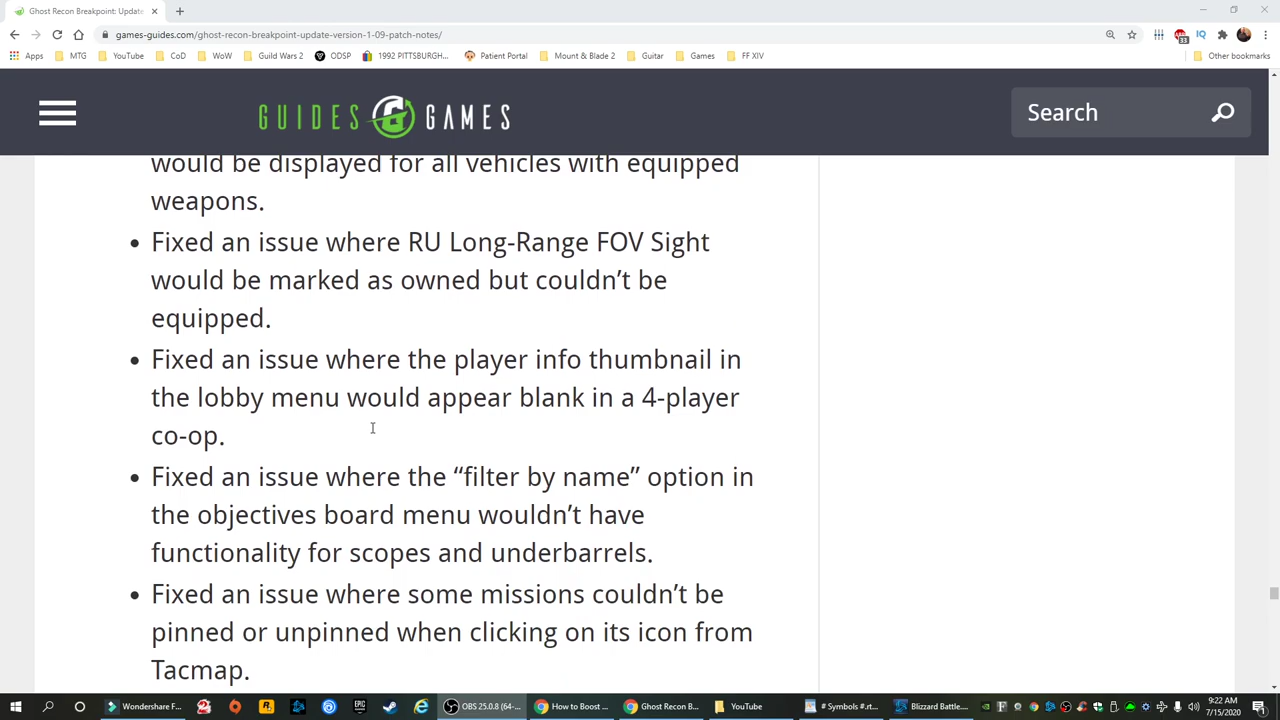 Ghost Recon Breakpoint: Update
games-guides.com/ghost-recon-breakpoint-update-version-1-09-patch-notes/
Apps MTG YouTube CoD WoW Guild Wars 2 ODSP 1992 PITTSBURGH... Patient Portal Mount & Blade 2 Guitar Games FF XIV Other bookmarks
GUIDES G GAMES
Search
would be displayed for all vehicles with equipped
weapons.
• Fixed an issue where RU Long-Range FOV Sight
would be marked as owned but couldn’t be
equipped.
• Fixed an issue where the player info thumbnail in
the lobby menu would appear blank in a 4-player
co-op.
• Fixed an issue where the “filter by name” option in
the objectives board menu wouldn’t have
functionality for scopes and underbarrels.
• Fixed an issue where some missions couldn’t be
pinned or unpinned when clicking on its icon from
Tacmap.
Wondershare F... OBS 25.0.8 (64-... How to Boost ... Ghost Recon B... YouTube # Symbols #.rt... Blizzard Battle...
9:22 AM
7/15/2020